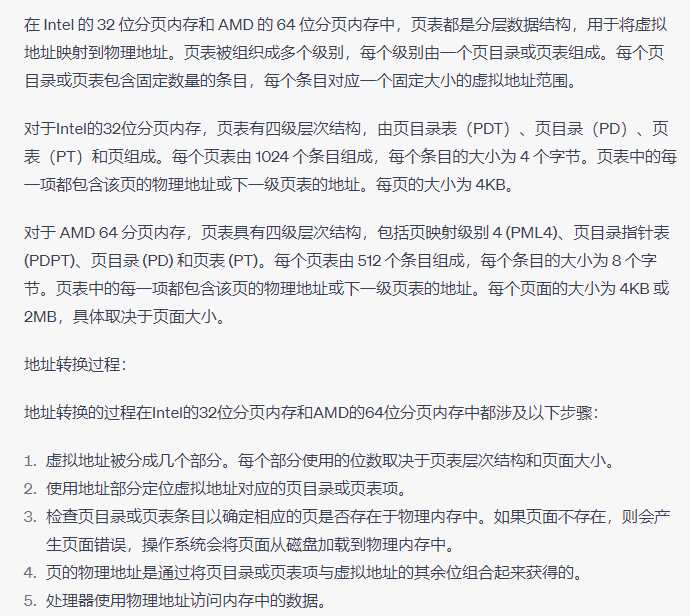 在 Intel 的 32 位分页内存和 AMD 的 64 位分页内存中，页表都是分层数据结构，用于将虚拟
地址映射到物理地址。页表被组织成多个级别，每个级别由一个页目录或页表组成。每个页
目录或页表包含固定数量的条目，每个条目对应一个固定大小的虚拟地址范围。
对于Intel的32位分页内存，页表有四级层次结构，由页目录表（PDT）、页目录（PD）、页
表（PT）和页组成。每个页表由 1024 个条目组成，每个条目的大小为 4 个字节。页表中的每
一项都包含该页的物理地址或下一级页表的地址。每页的大小为 4KB。
对于 AMD 64 分页内存，页表具有四级层次结构，包括页映射级别 4 (PML4)、页目录指针表
(PDPT)、页目录 (PD) 和页表 (PT)。每个页表由 512 个条目组成，每个条目的大小为 8 个字
节。页表中的每一项都包含该页的物理地址或下一级页表的地址。每个页面的大小为 4KB 或
2MB，具体取决于页面大小。
地址转换过程：
地址转换的过程在Intel的32位分页内存和AMD的64位分页内存中都涉及以下步骤：
1. 虚拟地址被分成几个部分。每个部分使用的位数取决于页表层次结构和页面大小。
2. 使用地址部分定位虚拟地址对应的页目录或页表项。
3. 检查页目录或页表条目以确定相应的页是否存在于物理内存中。如果页面不存在，则会产
生页面错误，操作系统会将页面从磁盘加载到物理内存中。
4. 页的物理地址是通过将页目录或页表项与虚拟地址的其余位组合起来获得的。
5. 处理器使用物理地址访问内存中的数据。